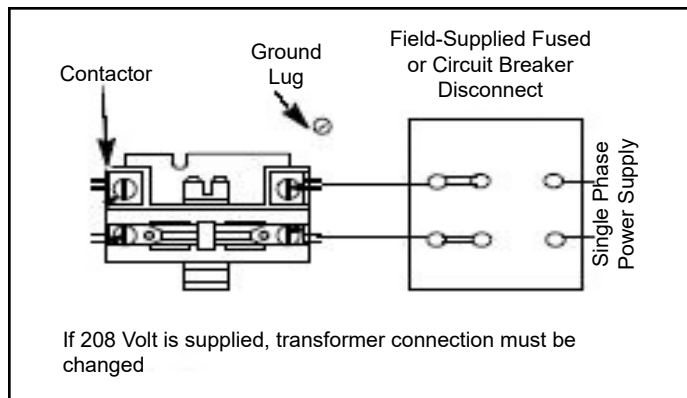 Field-Supplied Fused
or Circuit Breaker
Disconnect
Ground
Lug
Contactor
Single Phase
Power Supply
If 208 Volt is supplied, transformer connection must be
changed